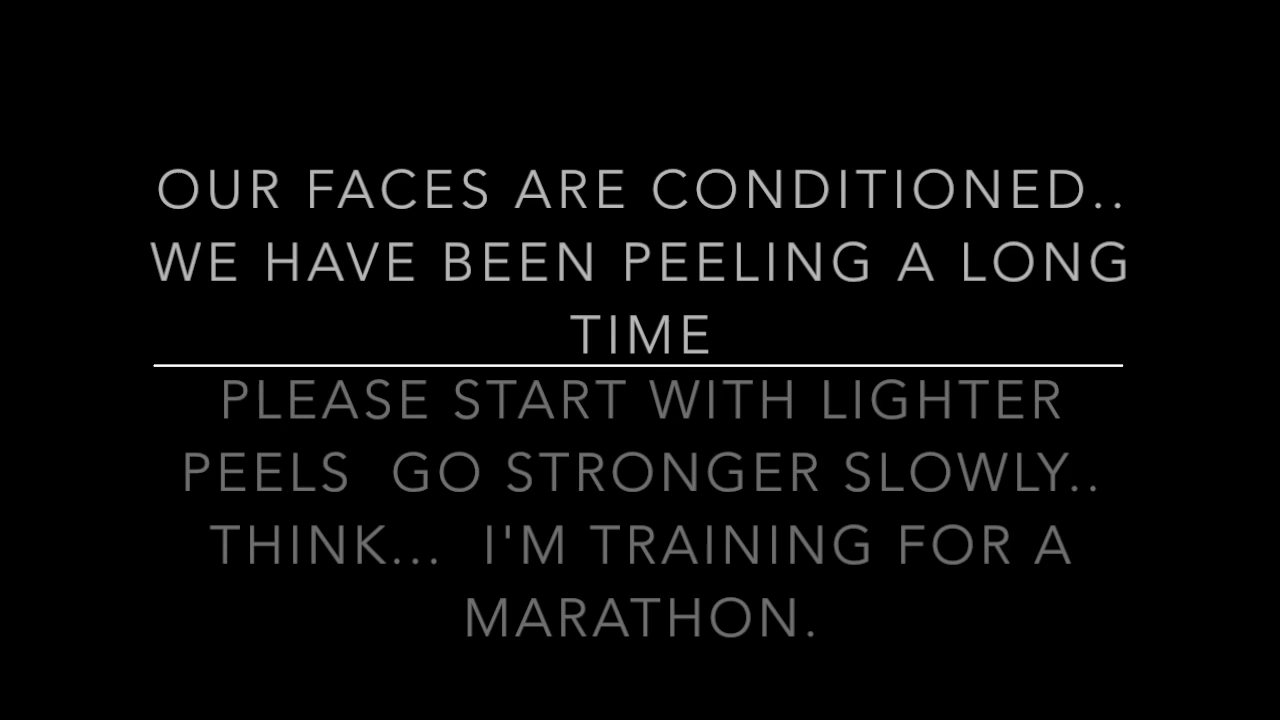 OUR FACES ARE CONDITIONED..
WE HAVE BEEN PEELING A LONG
TIME
PLEASE START WITH LIGHTER
PEELS  GO STRONGER SLOWLY..
THINK...  I'M TRAINING FOR A
MARATHON.